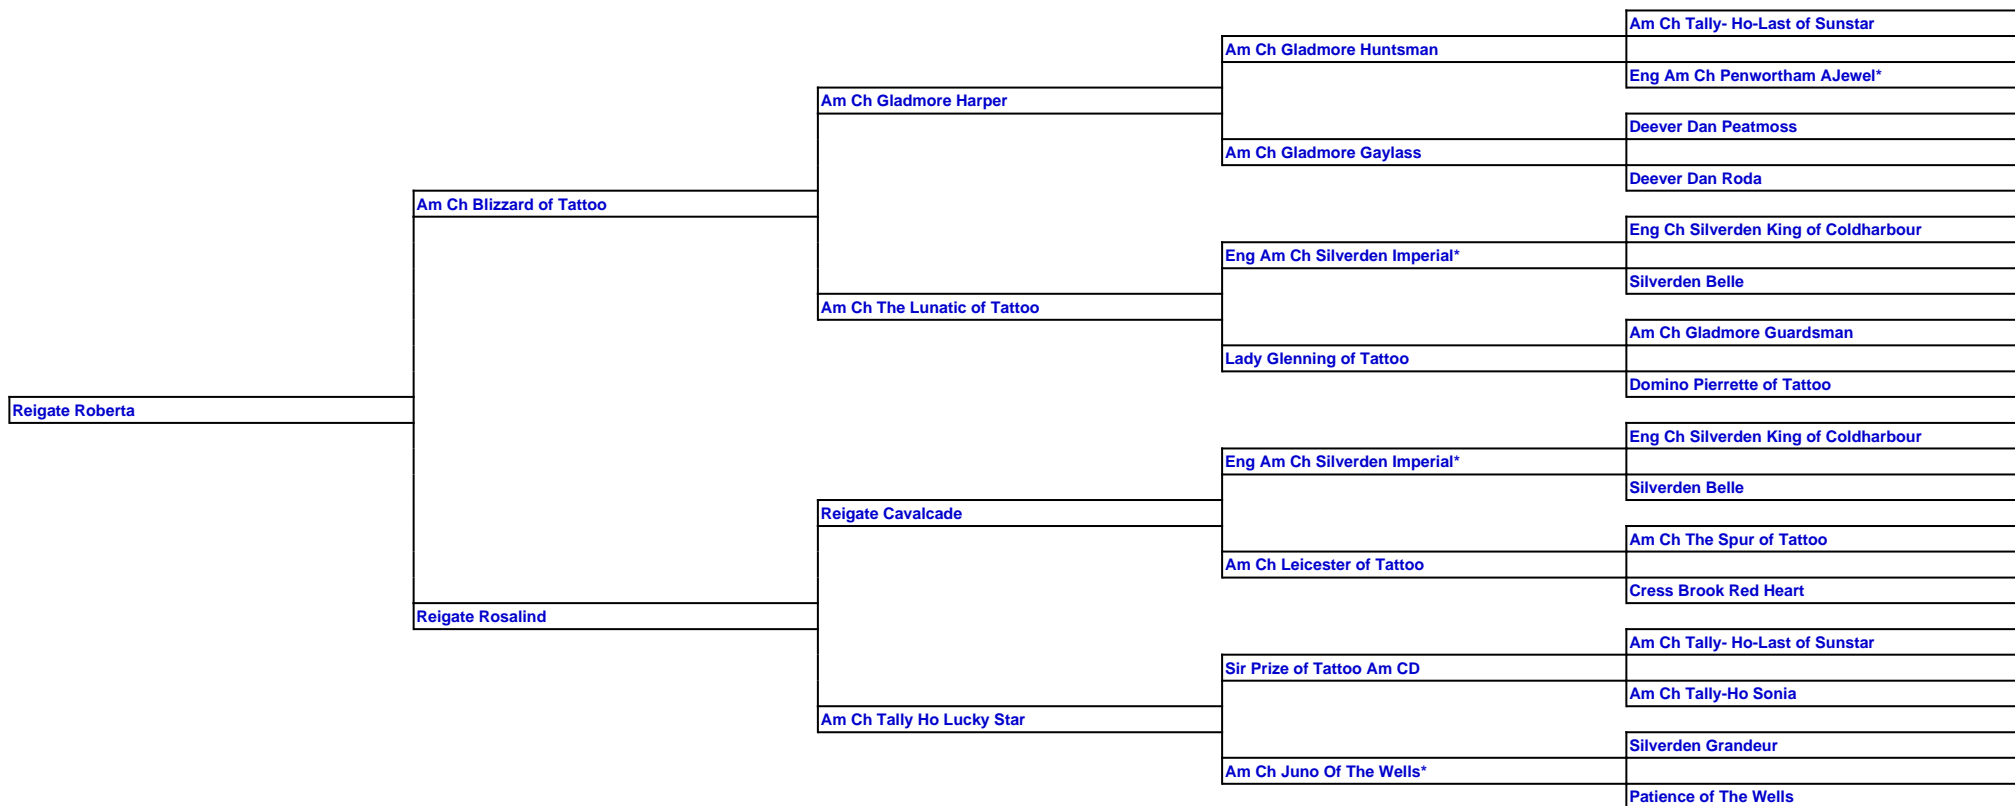 Am Ch Tally- Ho-Last of Sunstar
Am Ch Gladmore Huntsman
Eng Am Ch Penwortham AJewel*
Am Ch Gladmore Harper
Deever Dan Peatmoss
Am Ch Gladmore Gaylass
Deever Dan Roda
Am Ch Blizzard of Tattoo
Eng Ch Silverden King of Coldharbour
Eng Am Ch Silverden Imperial*
Silverden Belle
Am Ch The Lunatic of Tattoo
Am Ch Gladmore Guardsman
Lady Glenning of Tattoo
Domino Pierrette of Tattoo
Reigate Roberta
Eng Ch Silverden King of Coldharbour
Eng Am Ch Silverden Imperial*
Silverden Belle
Reigate Cavalcade
Am Ch The Spur of Tattoo
Am Ch Leicester of Tattoo
Cress Brook Red Heart
Reigate Rosalind
Am Ch Tally- Ho-Last of Sunstar
Sir Prize of Tattoo Am CD
Am Ch Tally-Ho Sonia
Am Ch Tally Ho Lucky Star
Silverden Grandeur
Am Ch Juno Of The Wells*
Patience of The Wells